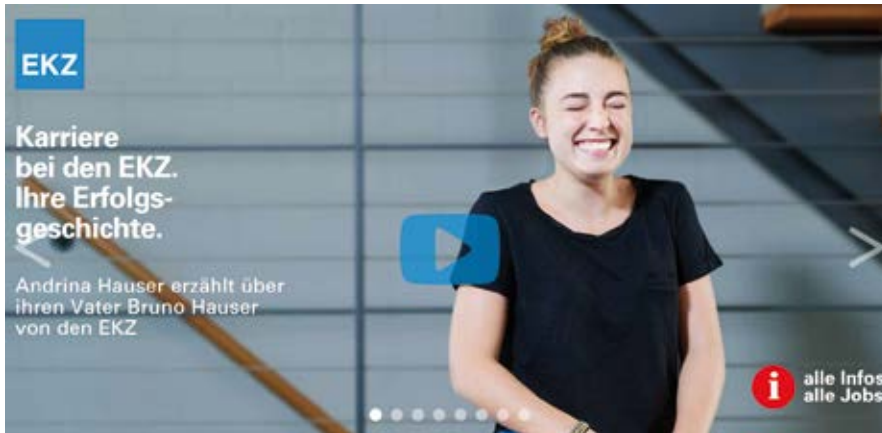 EKZ
Karriere
bei den EKZ.
Ihre Erfolgs-
geschichte.
Andrina Hauser erzählt über
ihren Vater Bruno Hauser
von den EKZ
i
alle Infos
alle Jobs